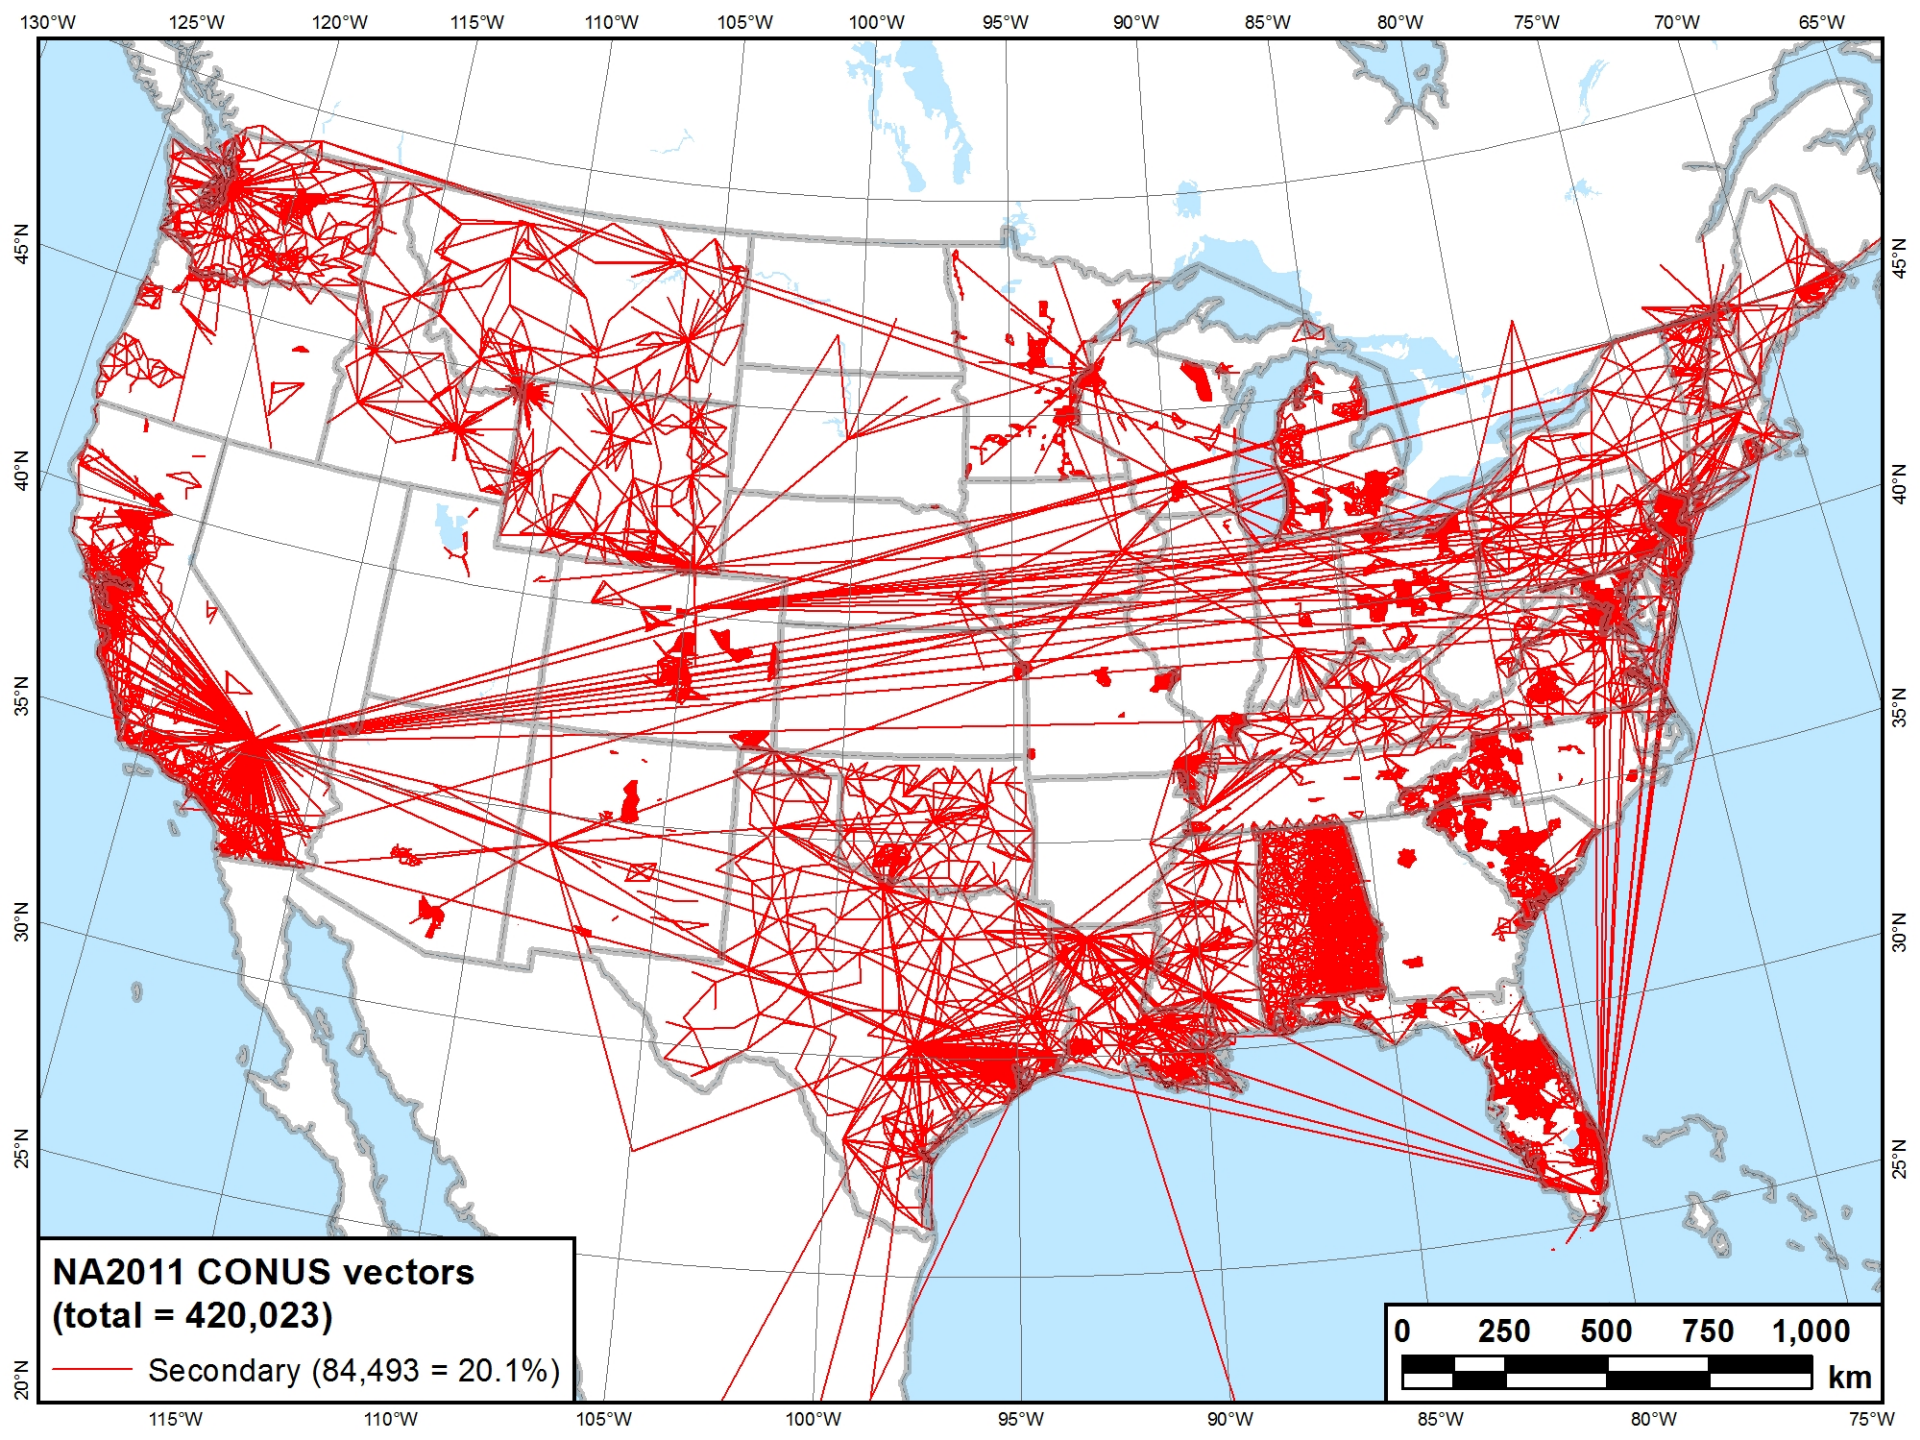 130°W 125°W 120°W 115°W 110°W 105°W 100°W 95°W 90°W 85°W 80°W 75°W 70°W 65°W
45°N
40°N
35°N
30°N
25°N
20°N
45°N
40°N
35°N
30°N
25°N
NA2011 CONUS vectors
(total = 420,023)
Secondary (84,493 = 20.1%)
0 250 500 750 1,000
km
115°W 110°W 105°W 100°W 95°W 90°W 85°W 80°W 75°W